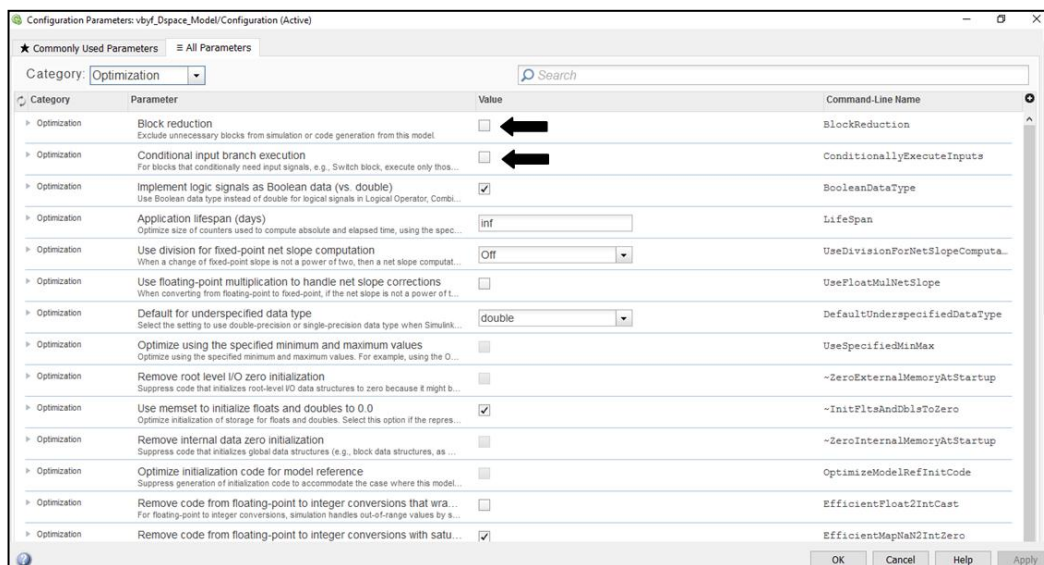 Configuration Parameters: vbyf_Dspace_Model/Configuration (Active)
★ Commonly Used Parameters ≡ All Parameters
Category: Optimization Search
Category Parameter Value Command-Line Name
Optimization Block reduction BlockReduction
Exclude unnecessary blocks from simulation or code generation from this model.
Optimization Conditional input branch execution ConditionallyExecuteInputs
For blocks that conditionally need input signals, e.g., Switch block, execute only thos...
Optimization Implement logic signals as Boolean data (vs. double) BooleanDataType
Use Boolean data type instead of double for logical signals in Logical Operator, Combi...
Optimization Application lifespan (days) inf LifeSpan
Optimize size of counters used to compute absolute and elapsed time, using the spec...
Optimization Use division for fixed-point net slope computation Off UseDivisionForNetSlopeComputa...
When a change of fixed-point slope is not a power of two, then a net slope computat...
Optimization Use floating-point multiplication to handle net slope corrections UseFloatMulNetSlope
When converting from floating-point to fixed-point, if the net slope is not a power of t...
Optimization Default for underspecified data type double DefaultUnderspecifiedDataType
Select the setting to use double-precision or single-precision data type when Simulink...
Optimization Optimize using the specified minimum and maximum values UseSpecifiedMinMax
Optimize using the specified minimum and maximum values. For example, using the O...
Optimization Remove root level I/O zero initialization ~ZeroExternalMemoryAtStartup
Suppress code that initializes root-level I/O data structures to zero because it might b...
Optimization Use memset to initialize floats and doubles to 0.0 ~InitFltsAndDblsToZero
Optimize initialization of storage for floats and doubles. Select this option if the repres...
Optimization Remove internal data zero initialization ~ZeroInternalMemoryAtStartup
Suppress code that initializes global data structures (e.g., block data structures, as ...
Optimization Optimize initialization code for model reference OptimizeModelRefInitCode
Suppress generation of initialization code to accommodate the case where this model...
Optimization Remove code from floating-point to integer conversions that wra... EfficientFloat2IntCast
For floating-point to integer conversions, simulation handles out-of-range values by s...
Optimization Remove code from floating-point to integer conversions with satu... EfficientMapNaN2IntZero
OK Cancel Help Apply